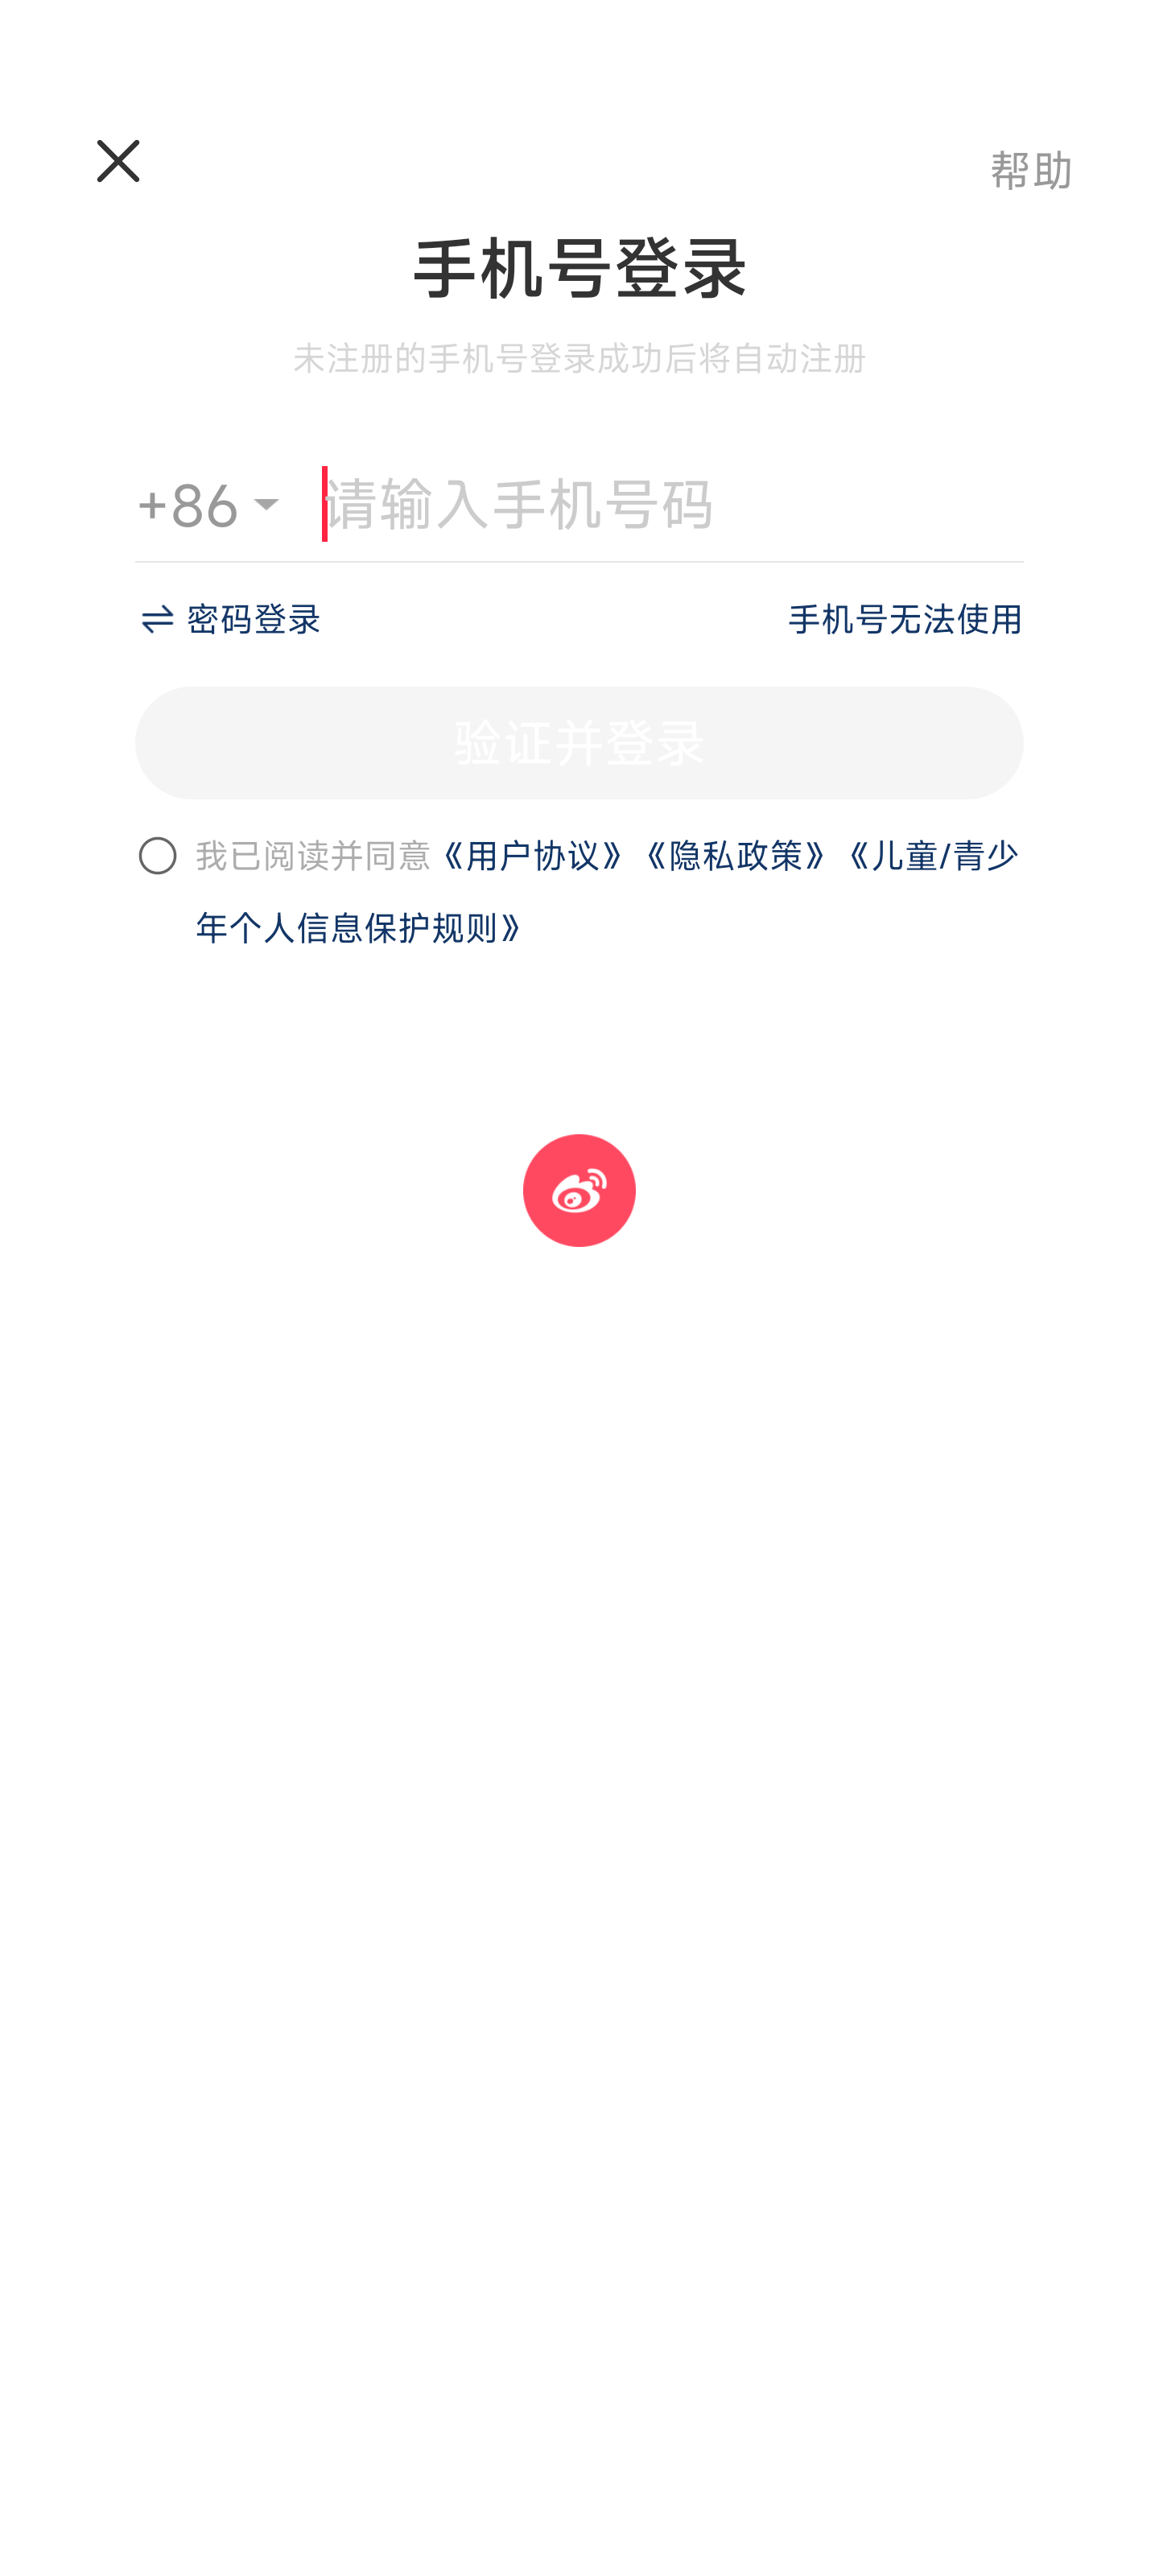 帮助
手机号登录
未注册的手机号登录成功后将自动注册
+86 请输入手机号码
密码登录 手机号无法使用
验证并登录
我已阅读并同意《用户协议》《隐私政策》《儿童/青少
年个人信息保护规则》